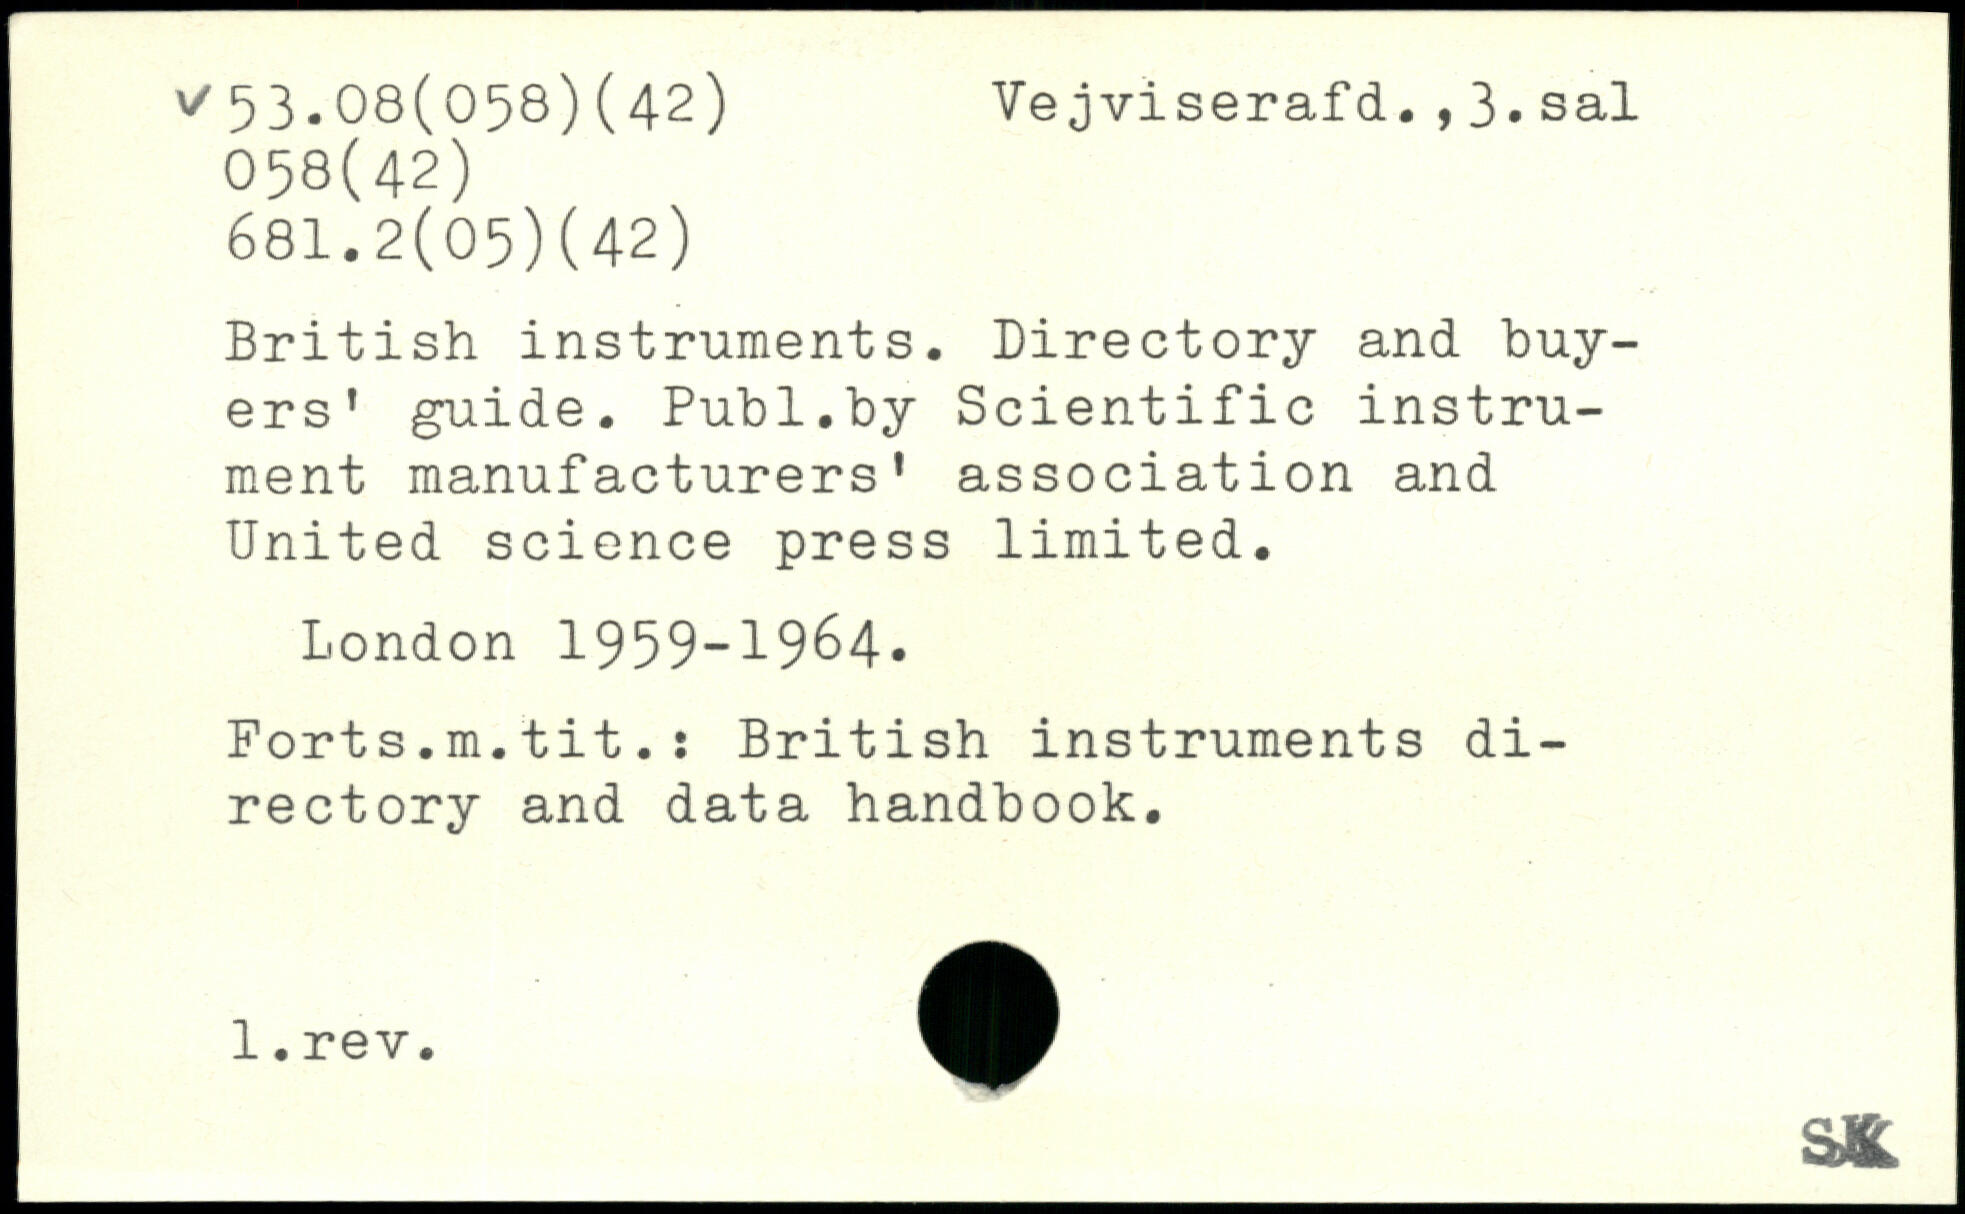 ✓ 53.08(058)(42) Vejviserafd.,3.sal
058(42)
681.2(05)(42)
British instruments. Directory and buy-
ers' guide. Publ.by Scientific instru-
ment manufacturers' association and
United science press limited.
London 1959-1964.
Forts.m.tit.: British instruments di-
rectory and data handbook.
1.rev.
SK